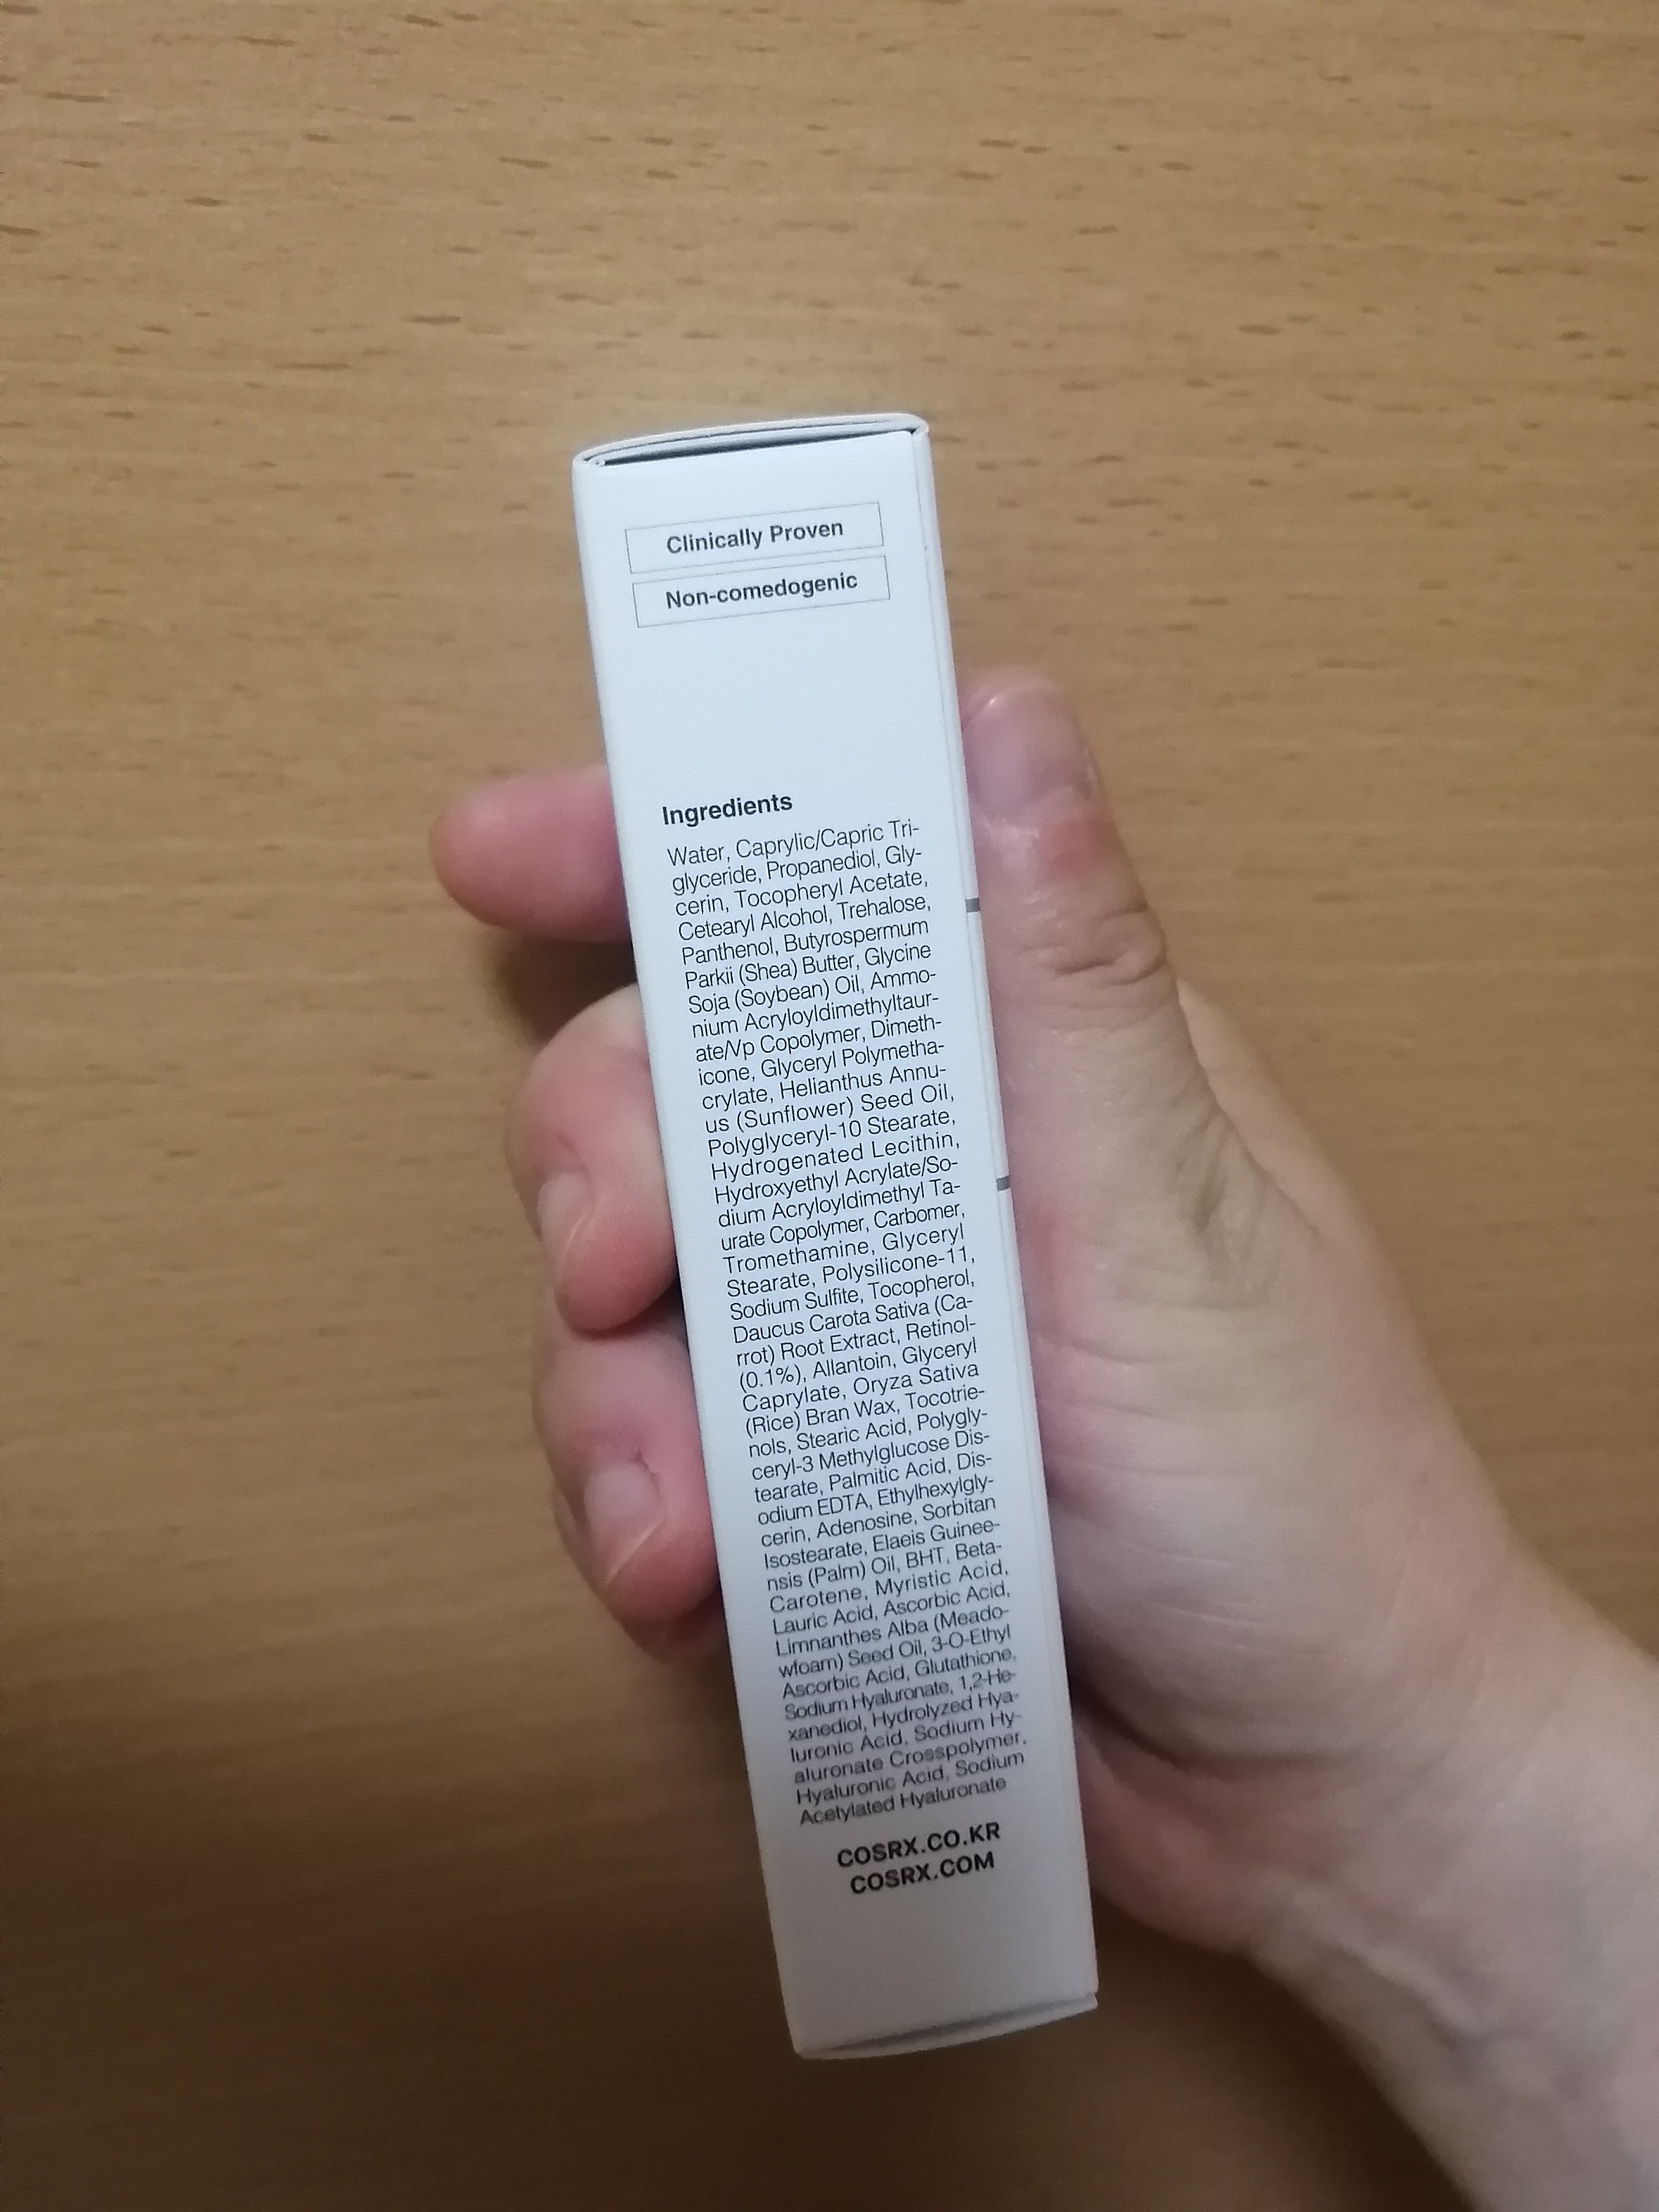 Clinically Proven
Non-comedogenic
Ingredients
Water, Caprylic/Capric Tri-
glyceride, Propanediol, Gly-
cerin, Tocopheryl Acetate,
Cetearyl Alcohol, Trehalose,
Panthenol, Butyrospermum
Parkii (Shea) Butter, Glycine
Soja (Soybean) Oil, Ammo-
nium Acryloyldimethyltaur-
ate/Vp Copolymer, Dimeth-
icone, Glyceryl Polymetha-
crylate, Helianthus Annu-
us (Sunflower) Seed Oil,
Polyglyceryl-10 Stearate,
Hydrogenated Lecithin,
Hydroxyethyl Acrylate/So-
dium Acryloyldimethyl Ta-
urate Copolymer, Carbomer,
Tromethamine, Glyceryl
Stearate, Polysilicone-11,
Sodium Sulfite, Tocopherol,
Daucus Carota Sativa (Ca-
rrot) Root Extract, Retinol-
(0.1%), Allantoin, Glyceryl
Caprylate, Oryza Sativa
(Rice) Bran Wax, Tocotrie-
nols, Stearic Acid, Polygly-
ceryl-3 Methylglucose Dis-
tearate, Palmitic Acid, Dis-
odium EDTA, Ethylhexylgly-
cerin, Adenosine, Sorbitan
Isostearate, Elaeis Guinee-
nsis (Palm) Oil, BHT, Beta-
Carotene, Myristic Acid,
Lauric Acid, Ascorbic Acid,
Limnanthes Alba (Meado-
wfoam) Seed Oil, 3-O-Ethyl
Ascorbic Acid, Glutathione,
Sodium Hyaluronate, 1,2-He-
xanediol, Hydrolyzed Hya-
luronic Acid, Sodium Hy-
aluronate Crosspolymer,
Hyaluronic Acid, Sodium
Acetylated Hyaluronate
COSRX.CO.KR
COSRX.COM